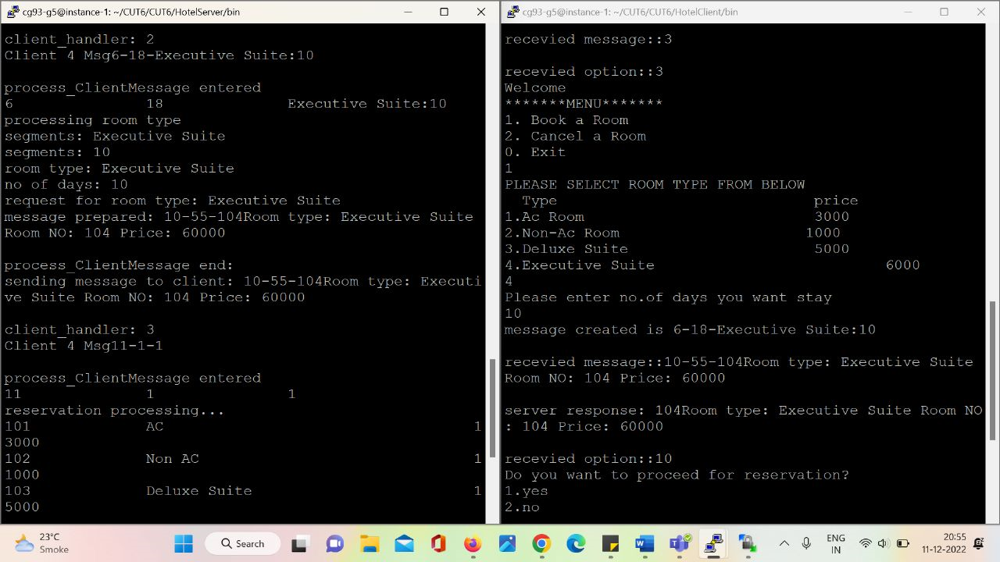 cg93-g5@instance-1: ~/CUT6/CUT6/HotelServer/bin
client_handler: 2
Client 4 Msg6-18-Executive Suite:10
process_ClientMessage entered
6 18 Executive Suite:10
processing room type
segments: Executive Suite
segments: 10
room type: Executive Suite
no of days: 10
request for room type: Executive Suite
message prepared: 10-55-104Room type: Executive Suite
Room NO: 104 Price: 60000
process_ClientMessage end:
sending message to client: 10-55-104Room type: Executi
ve Suite Room NO: 104 Price: 60000
client_handler: 3
Client 4 Msg11-1-1
process_ClientMessage entered
11 1 1
reservation processing...
101 AC 1
3000
102 Non AC 1
1000
103 Deluxe Suite 1
5000
cg93-g5@instance-1: ~/CUT6/CUT6/HotelClient/bin
recevied message::3
recevied option::3
Welcome
*******MENU*******
1. Book a Room
2. Cancel a Room
0. Exit
1
PLEASE SELECT ROOM TYPE FROM BELOW
Type price
1.Ac Room 3000
2.Non-Ac Room 1000
3.Deluxe Suite 5000
4.Executive Suite 6000
4
Please enter no.of days you want stay
10
message created is 6-18-Executive Suite:10
recevied message::10-55-104Room type: Executive Suite
Room NO: 104 Price: 60000
server response: 104Room type: Executive Suite Room NO
: 104 Price: 60000
recevied option::10
Do you want to proceed for reservation?
1.yes
2.no
23°C
Smoke
Search
ENG
IN
20:55
11-12-2022